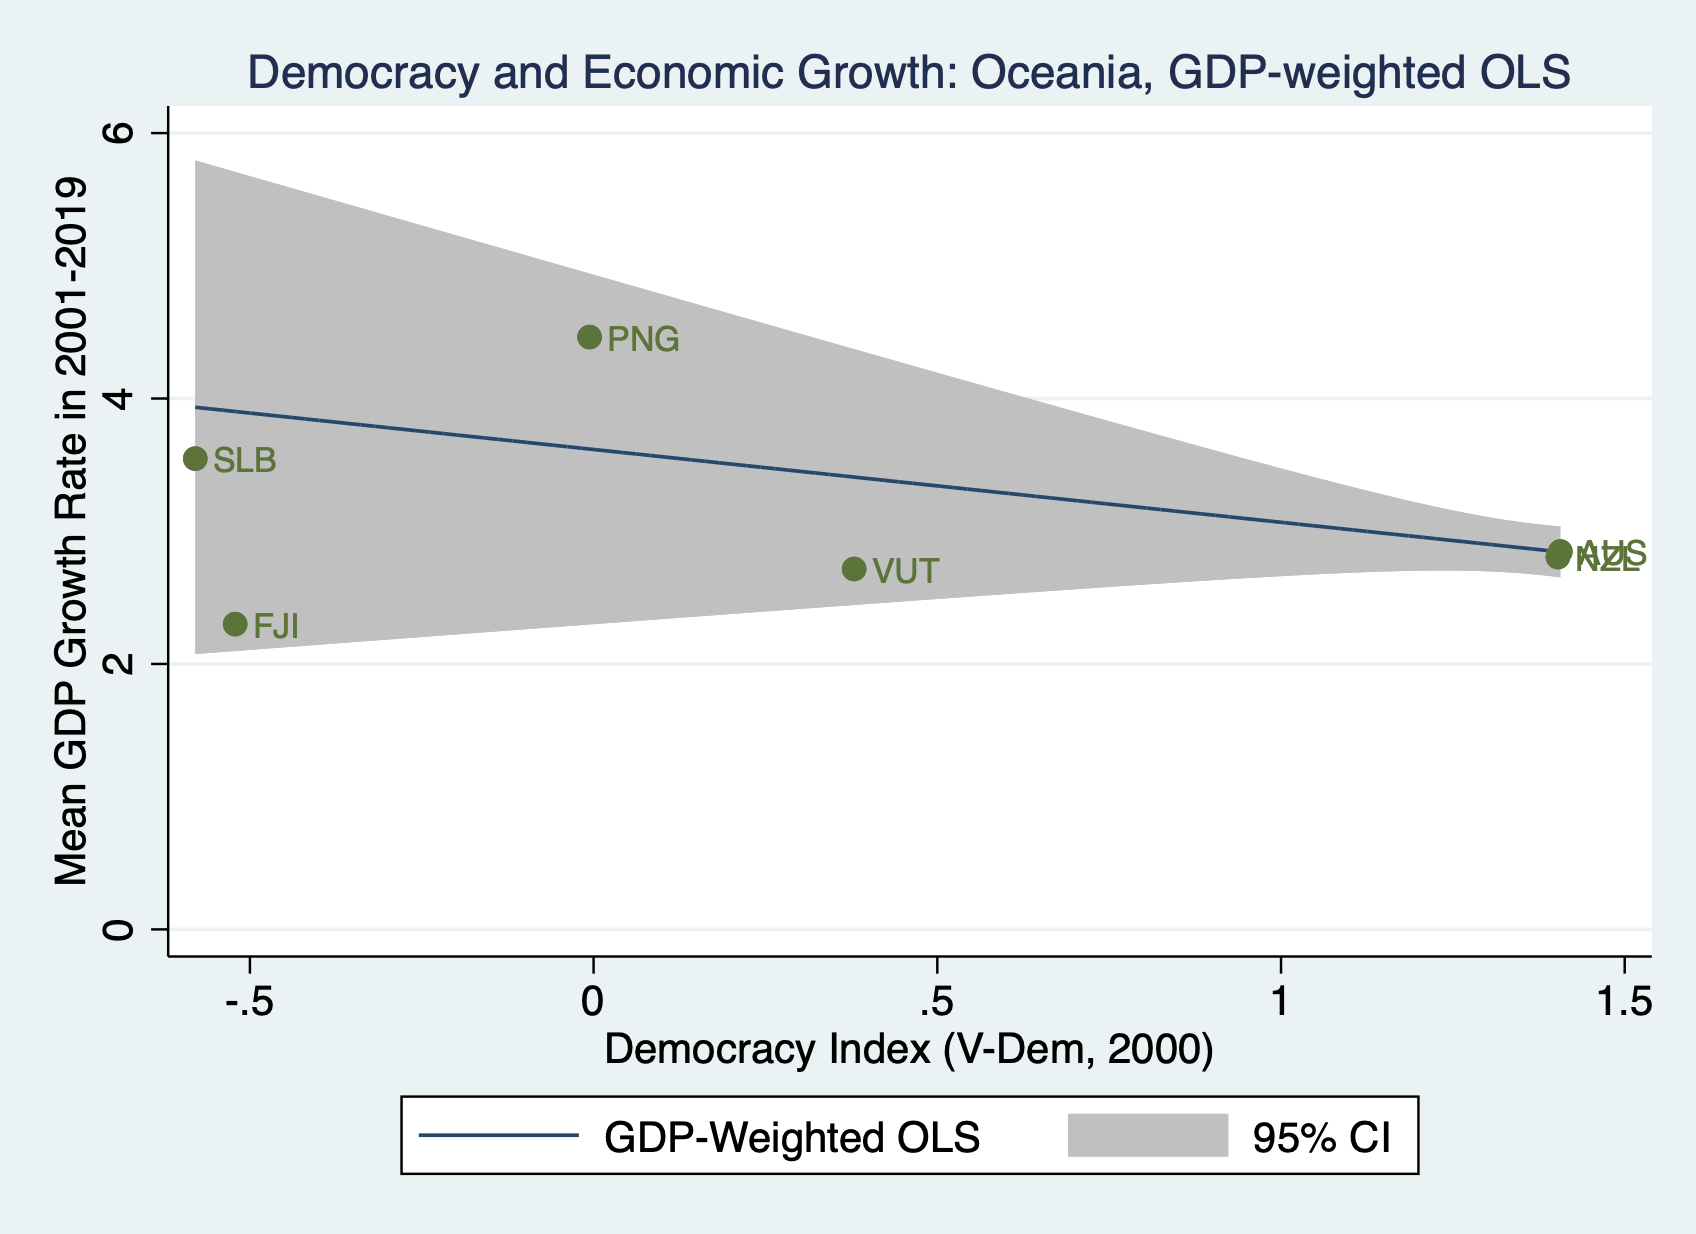 Democracy and Economic Growth: Oceania, GDP-weighted OLS
Mean GDP Growth Rate in 2001-2019
6
4
2
0
PNG
SLB
VUT
FJI
AUS
NZL
-.5 0 .5 1 1.5
Democracy Index (V-Dem, 2000)
GDP-Weighted OLS 95% CI